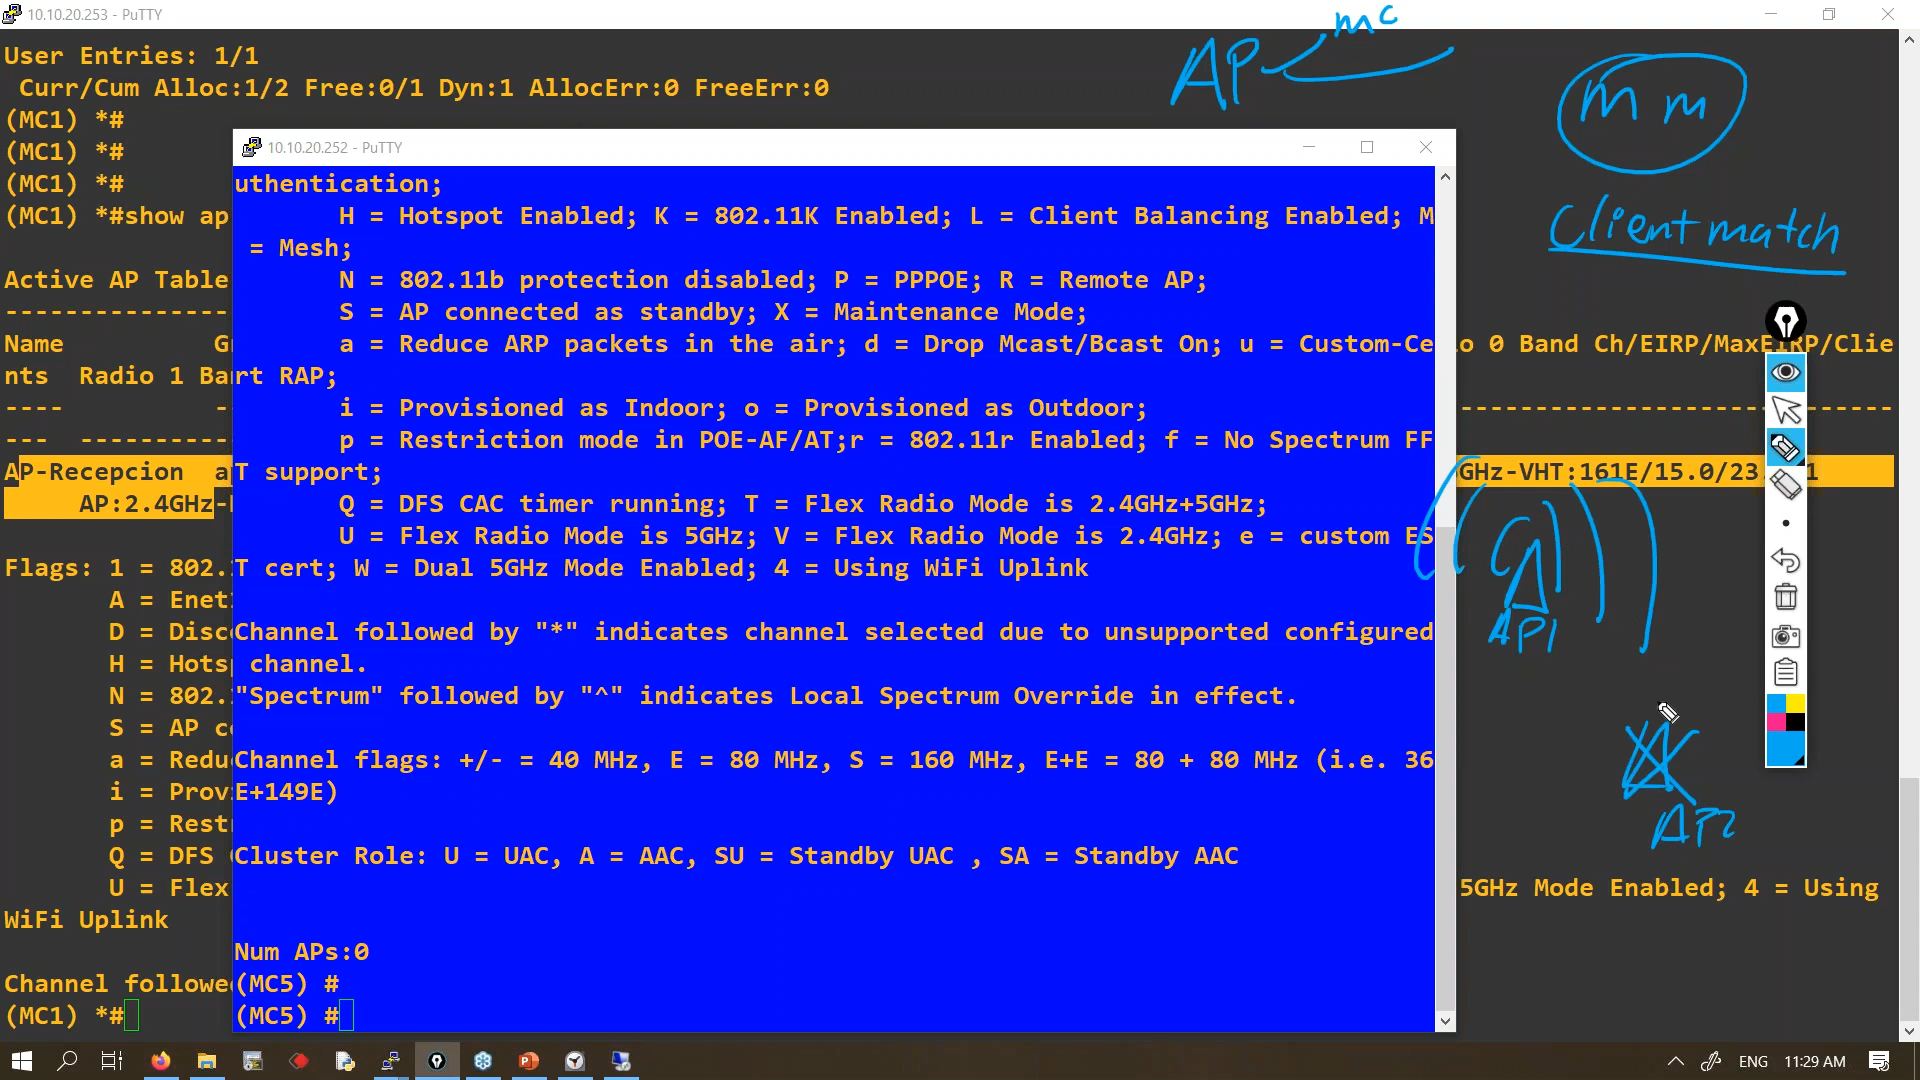 10.10.20.253 - PuTTY
User Entries: 1/1
Curr/Cum Alloc:1/2 Free:0/1 Dyn:1 AllocErr:0 FreeErr:0
(MC1) *#
(MC1) *#
(MC1) *#
(MC1) *#show ap
Active AP Table
---------------
Name
nts Radio 1 Ba
----
--- ----------
AP-Recepcion
AP:2.4GHz-
Flags: 1 = 802.
A = Enet
D = Disc
H = Hots
N = 802.
S = AP c
a = Redu
i = Prov
p = Rest
Q = DFS
U = Flex
WiFi Uplink
Channel followe
(MC1) *#
o 0 Band Ch/EIRP/MaxEIRP/Clie
-----------------------------
GHz-VHT:161E/15.0/23
5GHz Mode Enabled; 4 = Using
10.10.20.252 - PuTTY
uthentication;
H = Hotspot Enabled; K = 802.11K Enabled; L = Client Balancing Enabled; M
= Mesh;
N = 802.11b protection disabled; P = PPPOE; R = Remote AP;
S = AP connected as standby; X = Maintenance Mode;
a = Reduce ARP packets in the air; d = Drop Mcast/Bcast On; u = Custom-Ce
rt RAP;
i = Provisioned as Indoor; o = Provisioned as Outdoor;
p = Restriction mode in POE-AF/AT;r = 802.11r Enabled; f = No Spectrum FF
T support;
Q = DFS CAC timer running; T = Flex Radio Mode is 2.4GHz+5GHz;
U = Flex Radio Mode is 5GHz; V = Flex Radio Mode is 2.4GHz; e = custom ES
T cert; W = Dual 5GHz Mode Enabled; 4 = Using WiFi Uplink
Channel followed by "*" indicates channel selected due to unsupported configured
channel.
"Spectrum" followed by "^" indicates Local Spectrum Override in effect.
Channel flags: +/- = 40 MHz, E = 80 MHz, S = 160 MHz, E+E = 80 + 80 MHz (i.e. 36
E+149E)
Cluster Role: U = UAC, A = AAC, SU = Standby UAC , SA = Standby AAC
Num APs:0
(MC5) #
(MC5) #
AP mc
mm
Client match
AP1
AP2
ENG 11:29 AM